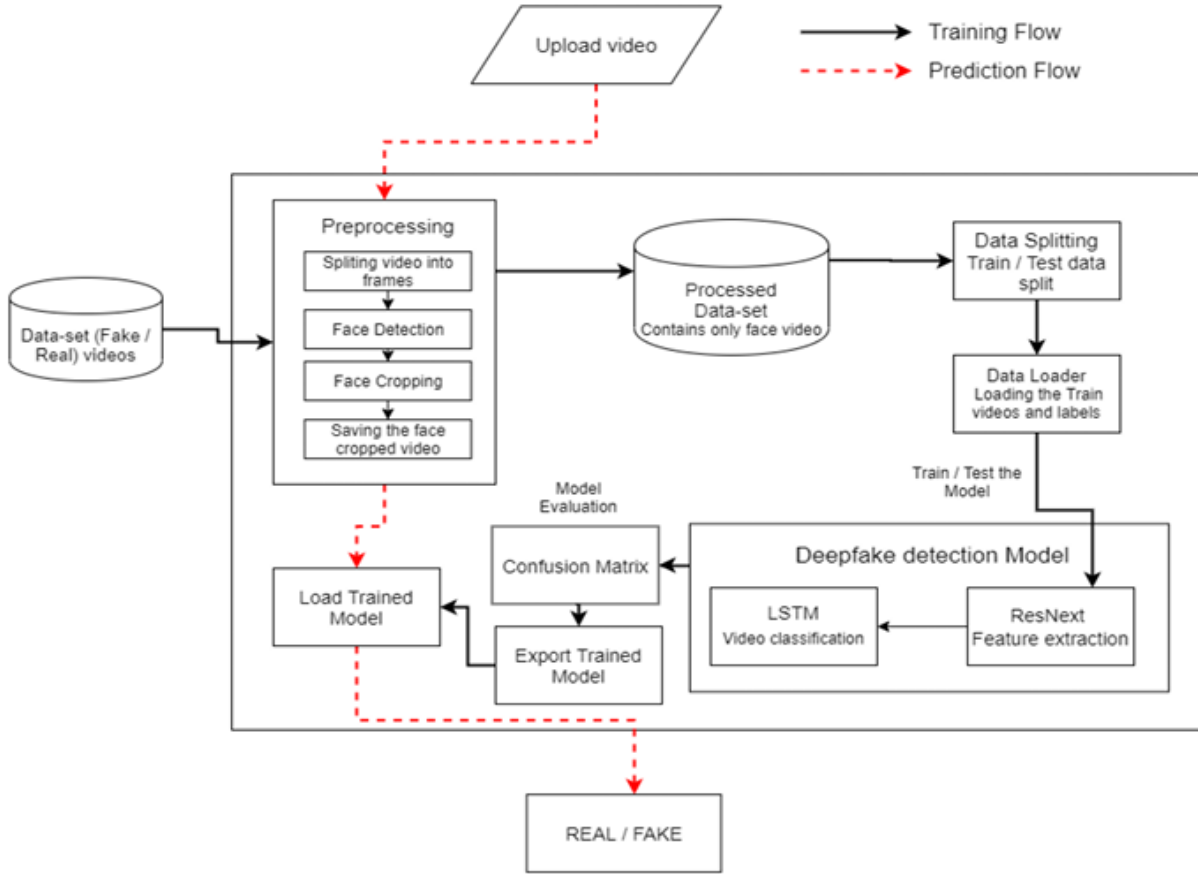 Upload video
Training Flow
Prediction Flow
Preprocessing
Spliting video into
frames
Face Detection
Face Cropping
Saving the face
cropped video
Data-set (Fake /
Real) videos
Processed
Data-set
Contains only face video
Data Splitting
Train / Test data
split
Data Loader
Loading the Train
videos and labels
Train / Test the
Model
Deepfake detection Model
ResNext
Feature extraction
LSTM
Video classification
Model
Evaluation
Confusion Matrix
Export Trained
Model
Load Trained
Model
REAL / FAKE